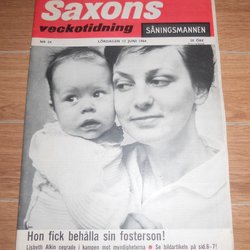 Saxons
veckotidning
SÅNINGSMANNEN
NR 24
LÖRDAGEN 13 JUNI 1964
Hon fick behålla sin fosterson!
Lisbeth Alkin segrade i kampen mot myndigheterna ● Se bildartikeln på sid. 6-7!